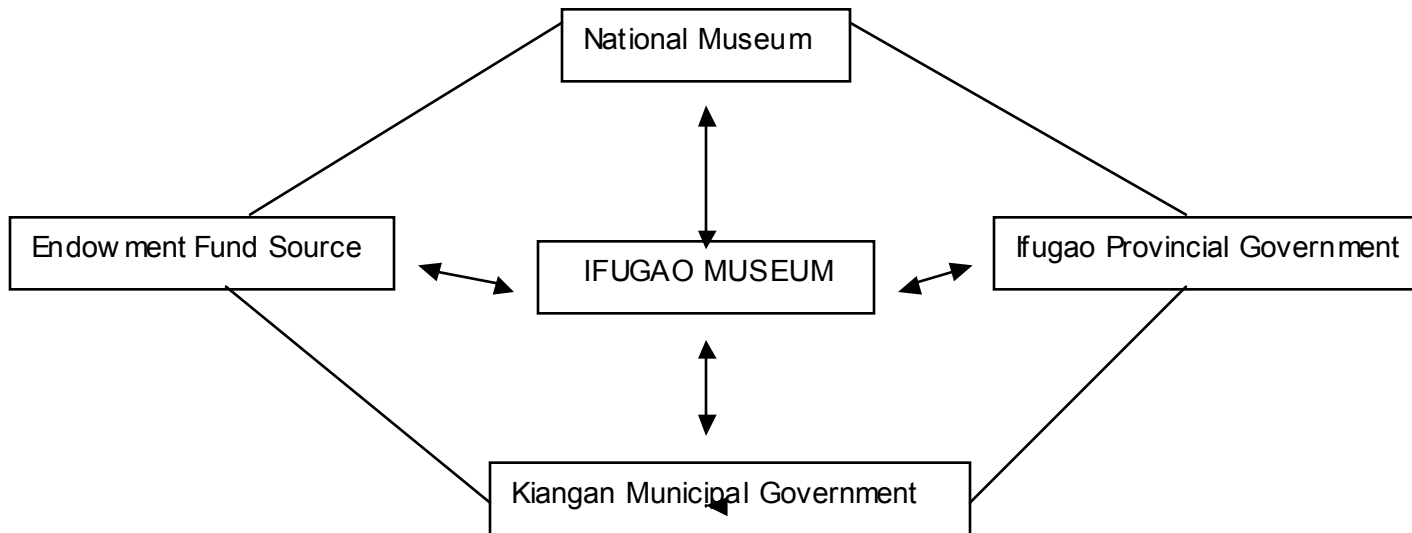 National Museum
Endowment Fund Source
Ifugao Provincial Government
IFUGAO MUSEUM
Kiangan Municipal Government